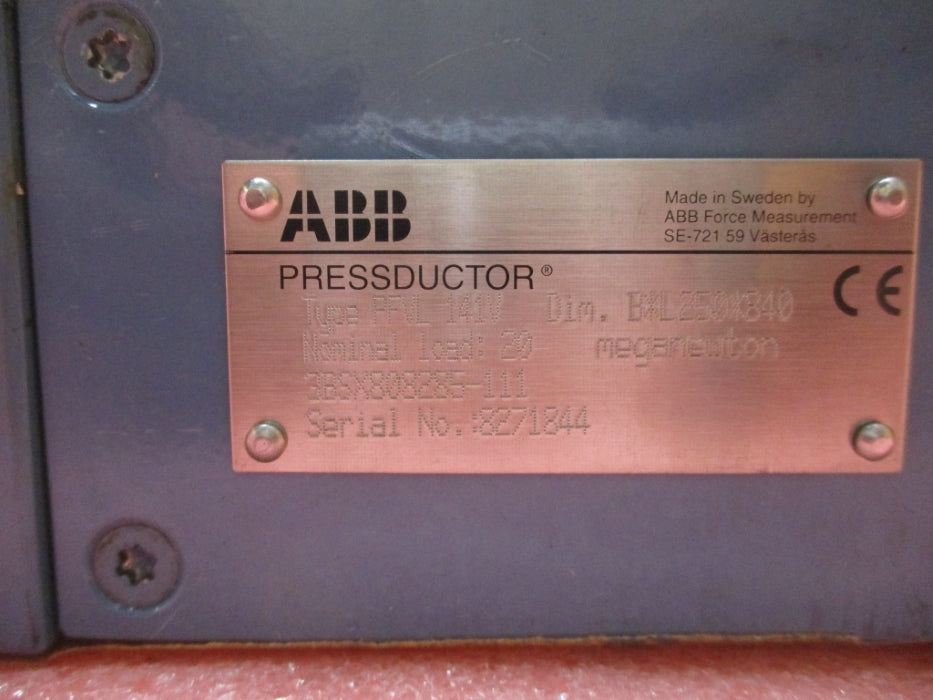 ABB
Made in Sweden by
ABB Force Measurement
SE-721 59 Västerås
PRESSDUCTOR®
Type PFVL 141V Dim. B*L250*840
Nominal load: 20 meganewton
3BSX808285-111
Serial No.:8271844
CE